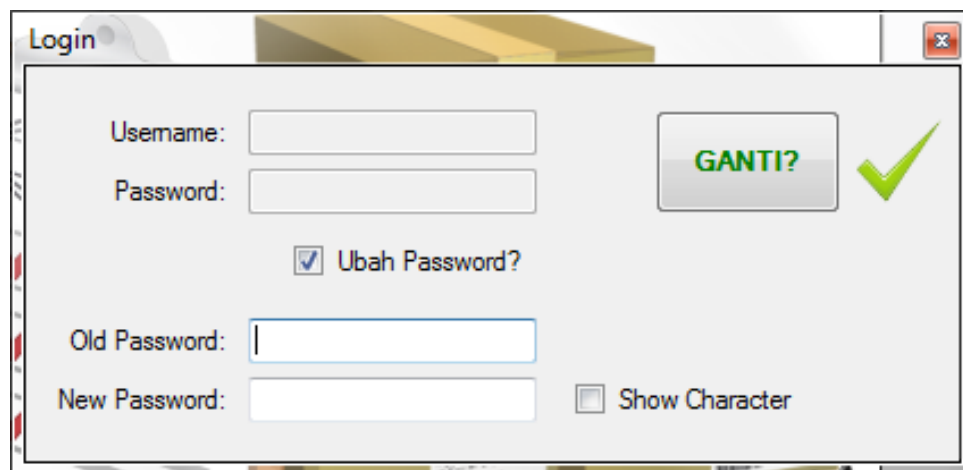 Login
Username:
GANTI?
Password:
Ubah Password?
Old Password:
New Password:
Show Character